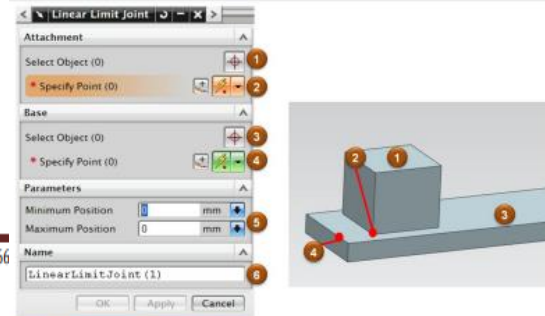 Linear Limit Joint
Attachment
Select Object (0)
1
* Specify Point (0)
2
Base
Select Object (0)
3
* Specify Point (0)
4
Parameters
Minimum Position 0 mm
Maximum Position 0 mm
5
Name
LinearLimitJoint(1)
6
OK Apply Cancel
2
1
3
4